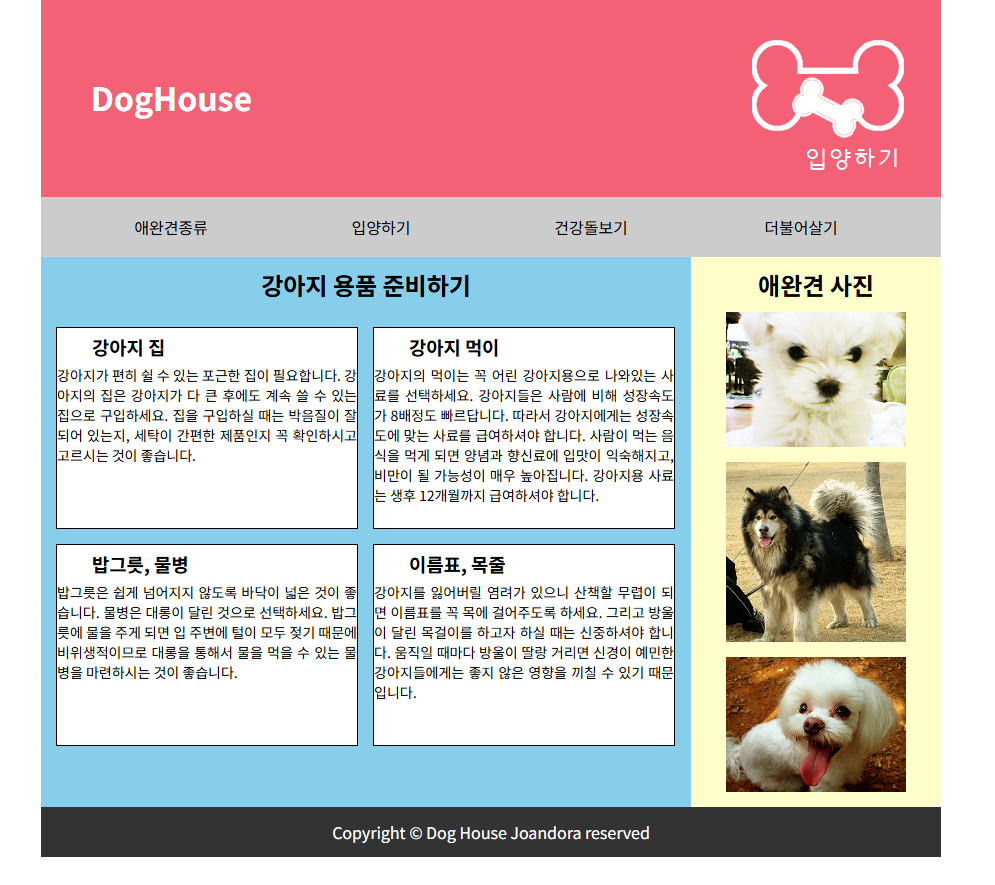 DogHouse
입양하기
애완견종류 입양하기 건강돌보기 더불어살기
강아지 용품 준비하기
강아지 집
강아지가 편히 쉴 수 있는 포근한 집이 필요합니다. 강
아지의 집은 강아지가 다 큰 후에도 계속 쓸 수 있는
집으로 구입하세요. 집을 구입하실 때는 박음질이 잘
되어 있는지, 세탁이 간편한 제품인지 꼭 확인하시고
고르시는 것이 좋습니다.
강아지 먹이
강아지의 먹이는 꼭 어린 강아지용으로 나와있는 사
료를 선택하세요. 강아지들은 사람에 비해 성장속도
가 8배정도 빠르답니다. 따라서 강아지에게는 성장속
도에 맞는 사료를 급여하셔야 합니다. 사람이 먹는 음
식을 먹게 되면 양념과 향신료에 입맛이 익숙해지고,
비만이 될 가능성이 매우 높아집니다. 강아지용 사료
는 생후 12개월까지 급여하셔야 합니다.
밥그릇, 물병
밥그릇은 쉽게 넘어지지 않도록 바닥이 넓은 것이 좋
습니다. 물병은 대롱이 달린 것으로 선택하세요. 밥그
릇에 물을 주게 되면 입 주변에 털이 모두 젖기 때문에
비위생적이므로 대롱을 통해서 물을 먹을 수 있는 물
병을 마련하시는 것이 좋습니다.
이름표, 목줄
강아지를 잃어버릴 염려가 있으니 산책할 무렵이 되
면 이름표를 꼭 목에 걸어주도록 하세요. 그리고 방울
이 달린 목걸이를 하고자 하실 때는 신중하셔야 합니
다. 움직일 때마다 방울이 딸랑 거리면 신경이 예민한
강아지들에게는 좋지 않은 영향을 끼칠 수 있기 때문
입니다.
애완견 사진
Copyright © Dog House Joandora reserved